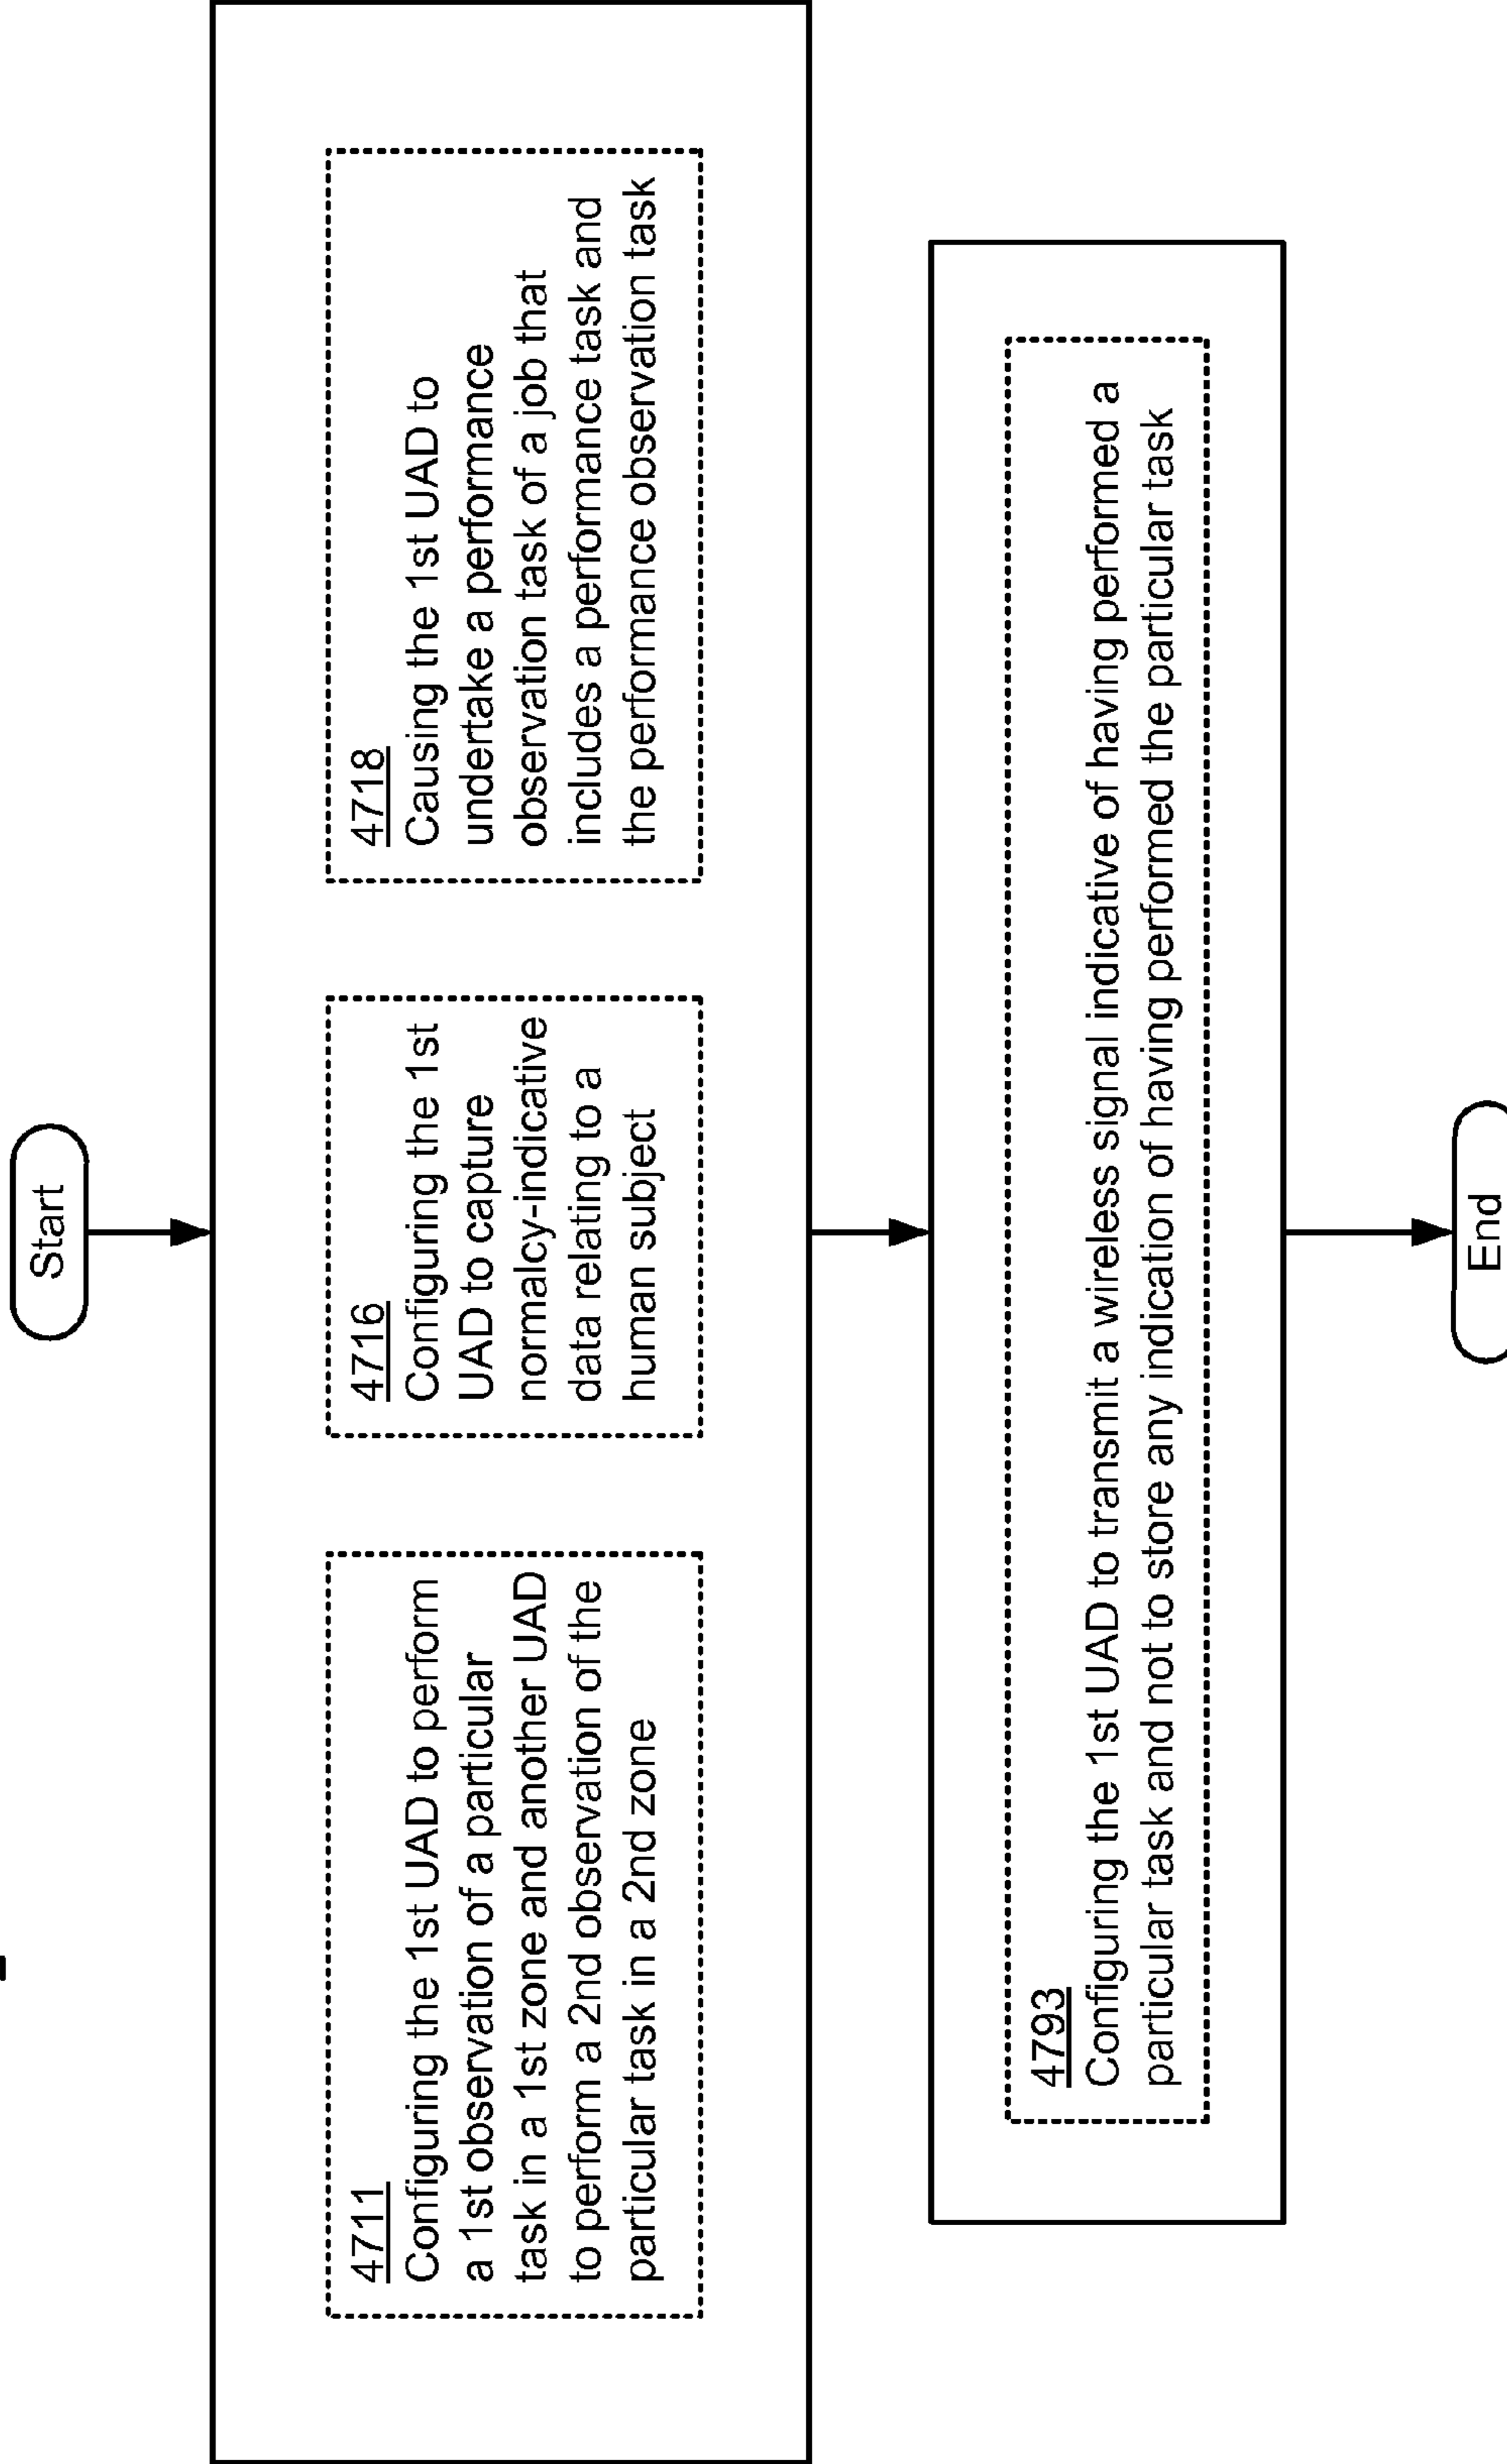 Start
4711
Configuring the 1st UAD to perform
a 1st observation of a particular
task in a 1st zone and another UAD
to perform a 2nd observation of the
particular task in a 2nd zone
4716
Configuring the 1st
UAD to capture
normalcy-indicative
data relating to a
human subject
4718
Causing the 1st UAD to
undertake a performance
observation task of a job that
includes a performance task and
the performance observation task
4793
Configuring the 1st UAD to transmit a wireless signal indicative of having performed a
particular task and not to store any indication of having performed the particular task
End